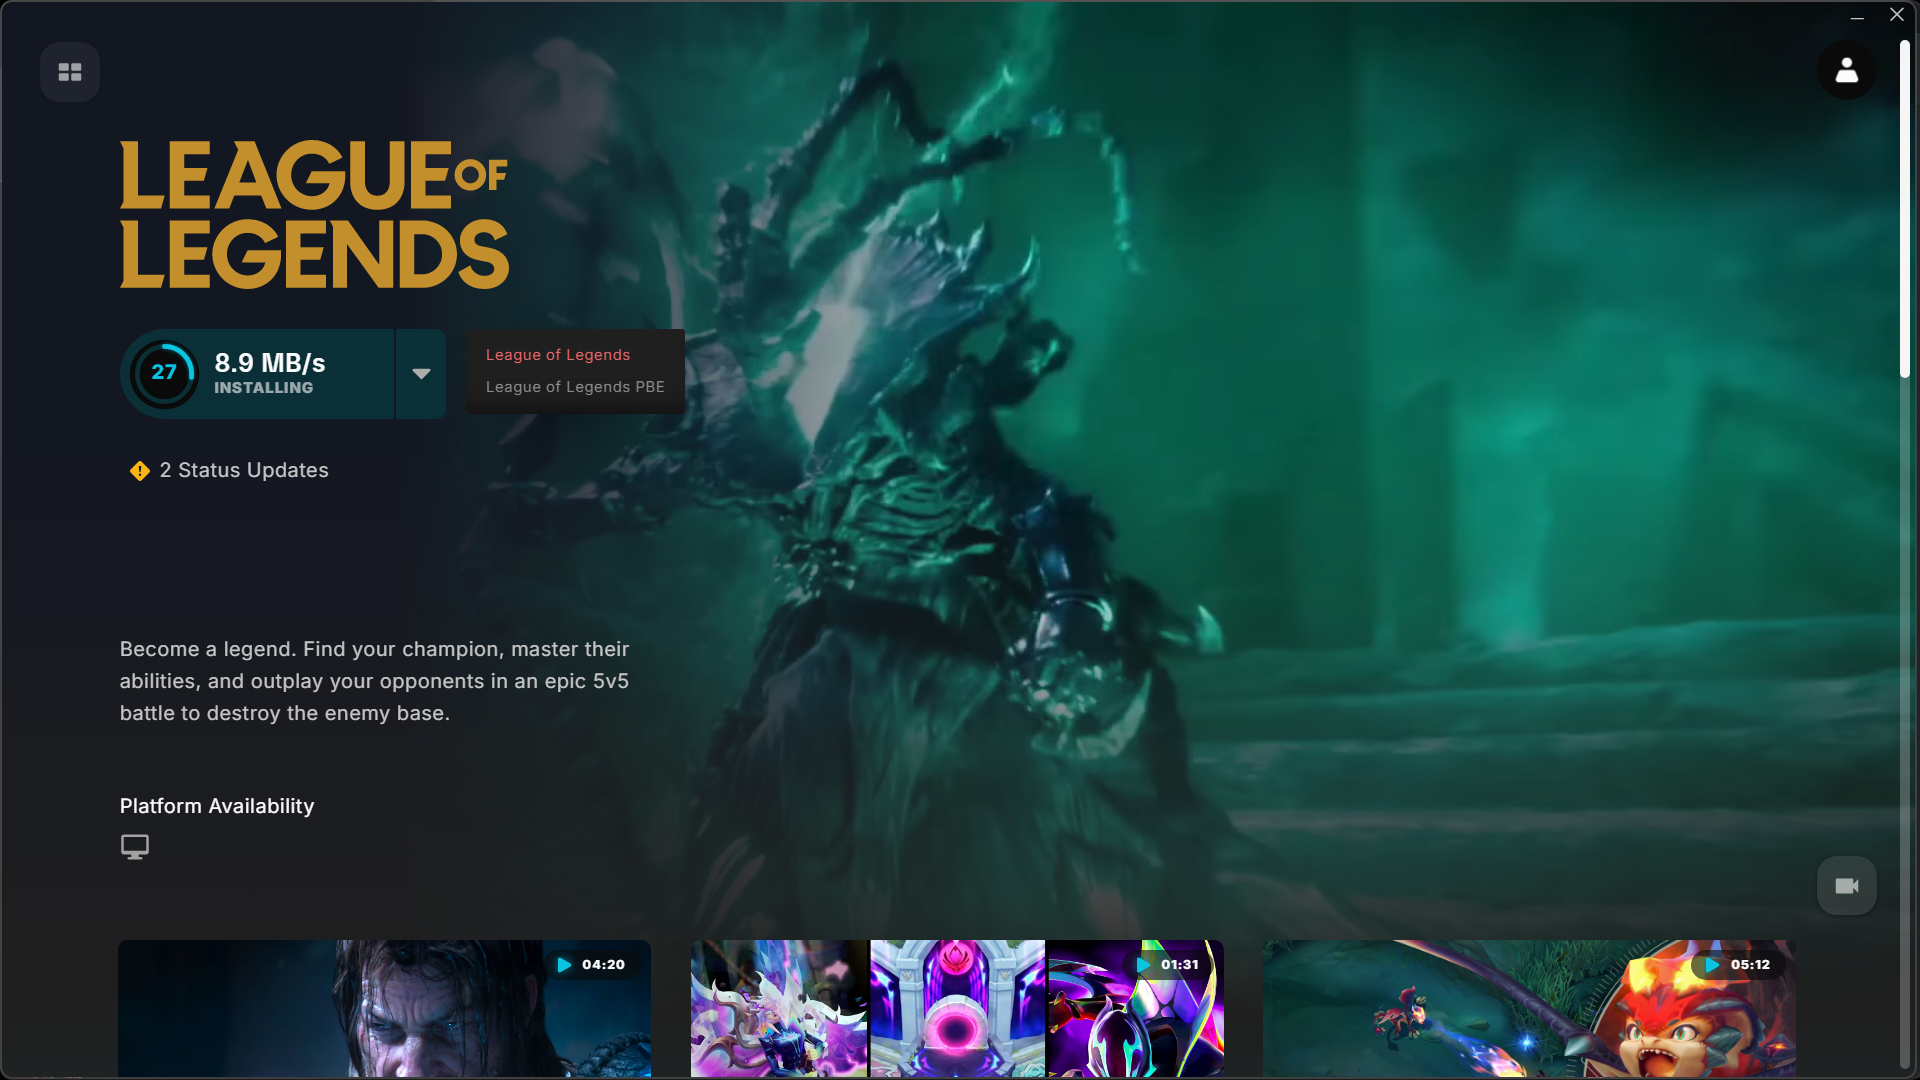 LEAGUE OF
LEGENDS
27
8.9 MB/s
INSTALLING
League of Legends
League of Legends PBE
2 Status Updates
Become a legend. Find your champion, master their
abilities, and outplay your opponents in an epic 5v5
battle to destroy the enemy base.
Platform Availability
04:20
01:31
05:12